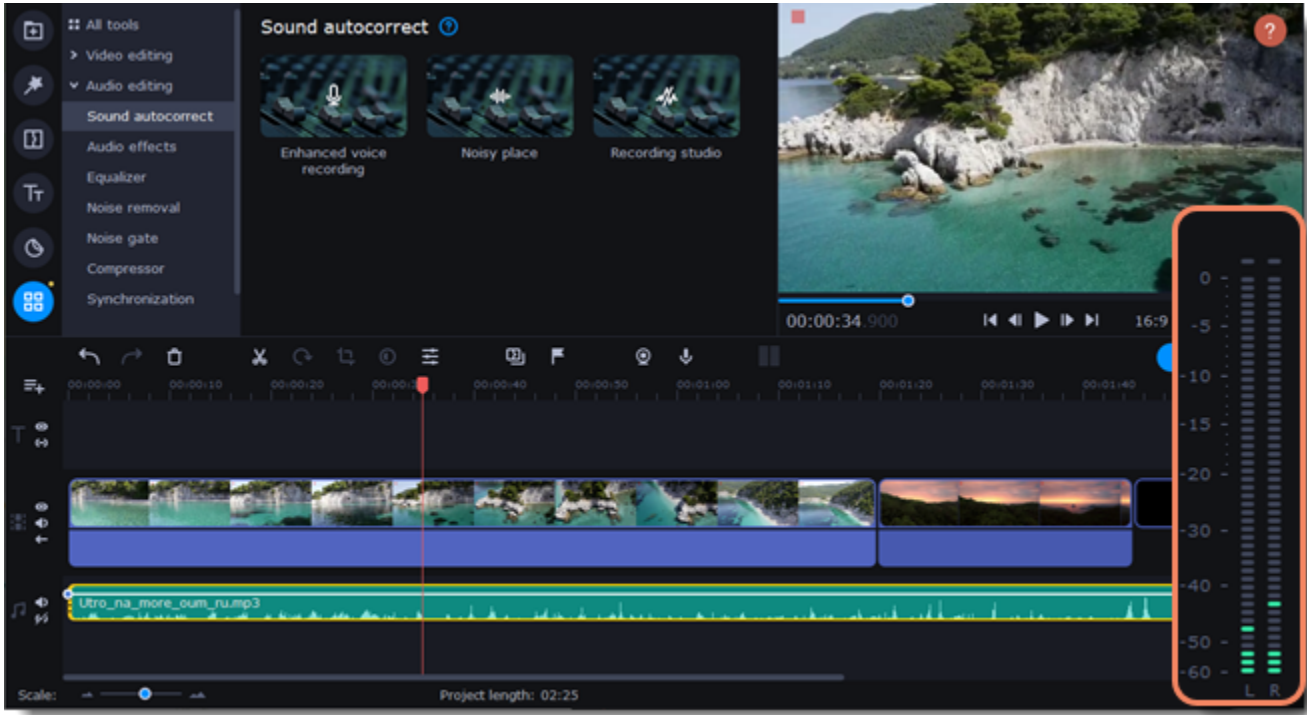 All tools
Video editing
Audio editing
Sound autocorrect
Audio effects
Equalizer
Noise removal
Noise gate
Compressor
Synchronization
Sound autocorrect ?
Enhanced voice
recording
Noisy place
Recording studio
?
00:00:34.900
16:9
00:00:00 00:00:10 00:00:20 00:00:40 00:00:50 00:01:00 00:01:10 00:01:20 00:01:30 00:01:40
Utro_na_more_oum_ru.mp3
Scale:
Project length: 02:25
0 -
-5 -
-10 -
-15 -
-20 -
-30 -
-40 -
-50 -
-60 -
L R